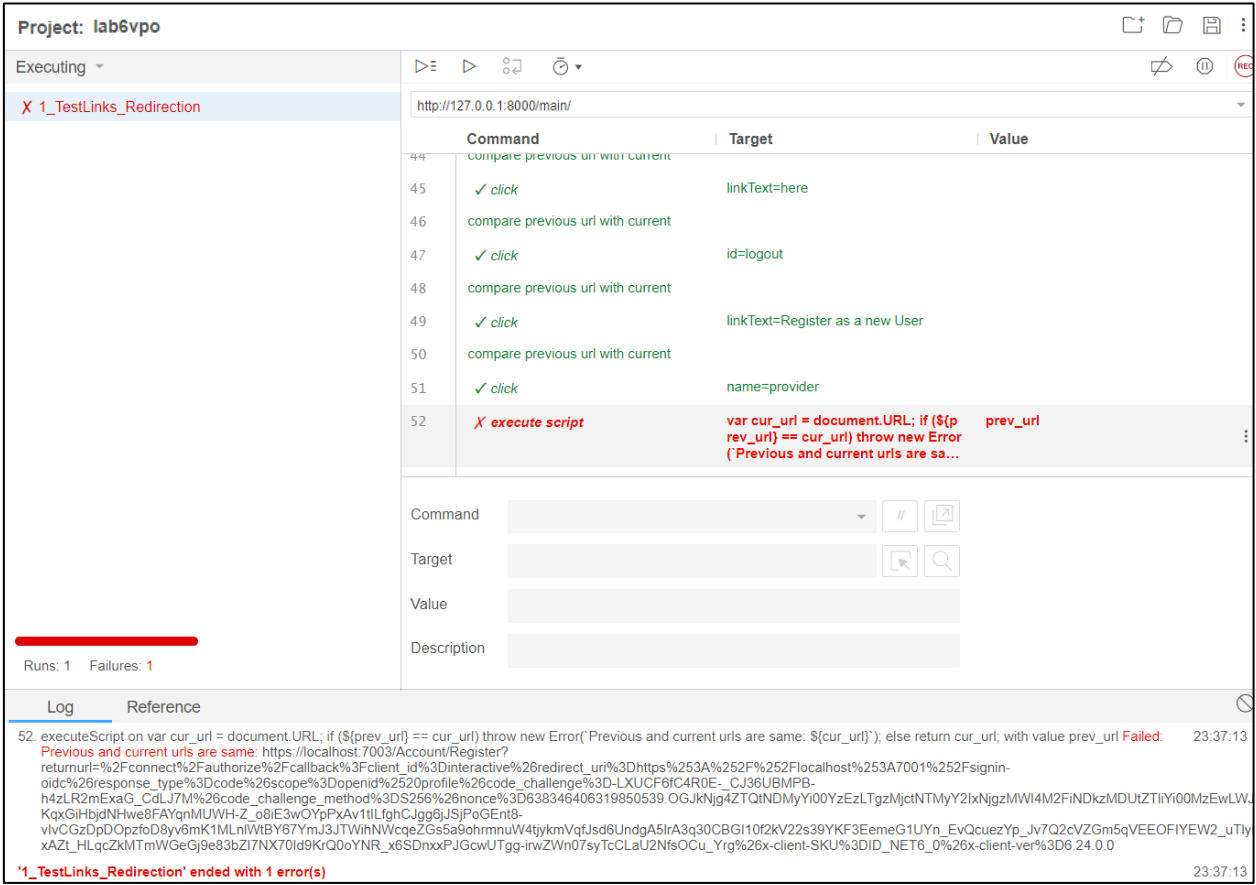 Project: lab6vpo
Executing
REC
✗ 1_TestLinks_Redirection
http://127.0.0.1:8000/main/
Command Target Value
44 compare previous url with current
45 ✓ click linkText=here
46 compare previous url with current
47 ✓ click id=logout
48 compare previous url with current
49 ✓ click linkText=Register as a new User
50 compare previous url with current
51 ✓ click name=provider
52 ✗ execute script var cur_url = document.URL; if (${p prev_url
rev_url} == cur_url) throw new Error
(`Previous and current urls are sa...
Command //
Target
Value
Description
Runs: 1 Failures: 1
Log Reference
52. executeScript on var cur_url = document.URL; if (${prev_url} == cur_url) throw new Error(`Previous and current urls are same: ${cur_url}`); else return cur_url; with value prev_url Failed: 23:37:13
Previous and current urls are same: https://localhost:7003/Account/Register?
returnurl=%2Fconnect%2Fauthorize%2Fcallback%3Fclient_id%3Dinteractive%26redirect_uri%3Dhttps%253A%252F%252Flocalhost%253A7001%252Fsignin-
oidc%26response_type%3Dcode%26scope%3Dopenid%2520profile%26code_challenge%3D-LXUCF6fC4R0E-_CJ36UBMPB-
h4zLR2mExaG_CdLJ7M%26code_challenge_method%3DS256%26nonce%3D638346406319850539.OGJkNjg4ZTQtNDMyYi00YzEzLTgzMjctNTMyY2IxNjgzMWI4M2FiNDkzMDUtZTliYi00MzEwLWJ
KqxGiHbjdNHwe8FAYqnMUWH-Z_o8iE3wOYpPxAv1tILfghCJgg6jJSjPoGEnt8-
vIvCGzDpDOpzfoD8yv6mK1MLnlWtBY67YmJ3JTWihNWcqeZGs5a9ohrmnuW4tjykmVqfJsd6UndgA5lrA3q30CBGI10f2kV22s39YKF3EemeG1UYn_EvQcuezYp_Jv7Q2cVZGm5qVEEOFIYEW2_uTly
xAZt_HLqcZkMTmWGeGj9e83bZI7NX70Id9KrQ0oYNR_x6SDnxxPJGcwUTgg-irwZWn07syTcCLaU2NfsOCu_Yrg%26x-client-SKU%3DID_NET6_0%26x-client-ver%3D6.24.0.0
'1_TestLinks_Redirection' ended with 1 error(s) 23:37:13